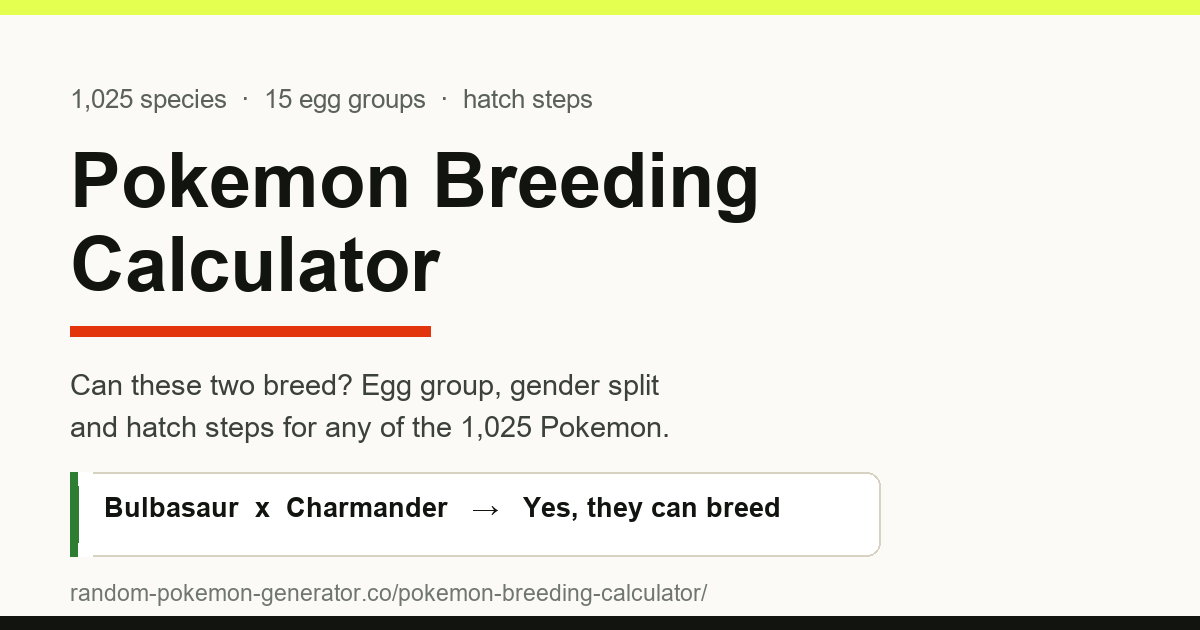 1,025 species · 15 egg groups · hatch steps
Pokemon Breeding
Calculator
Can these two breed? Egg group, gender split
and hatch steps for any of the 1,025 Pokemon.
Bulbasaur x Charmander → Yes, they can breed
random-pokemon-generator.co/pokemon-breeding-calculator/